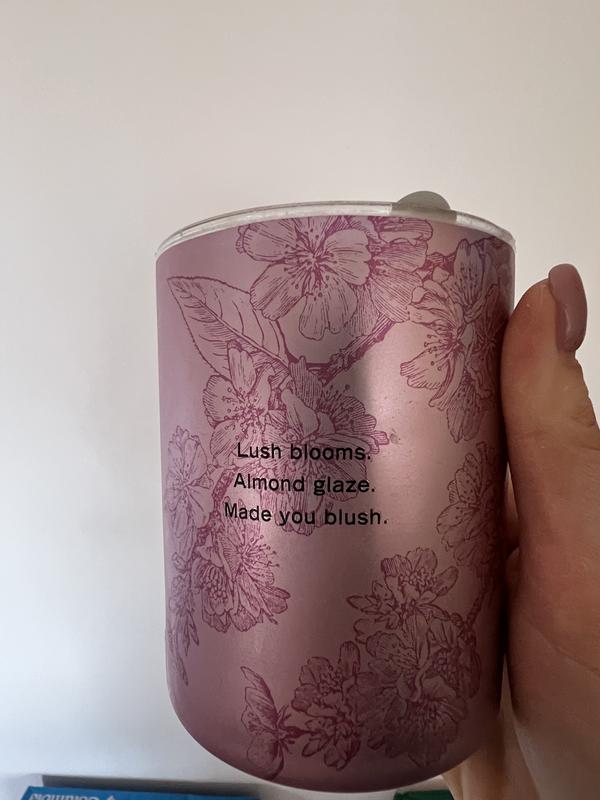 Lush blooms.
Almond glaze.
Made you blush.